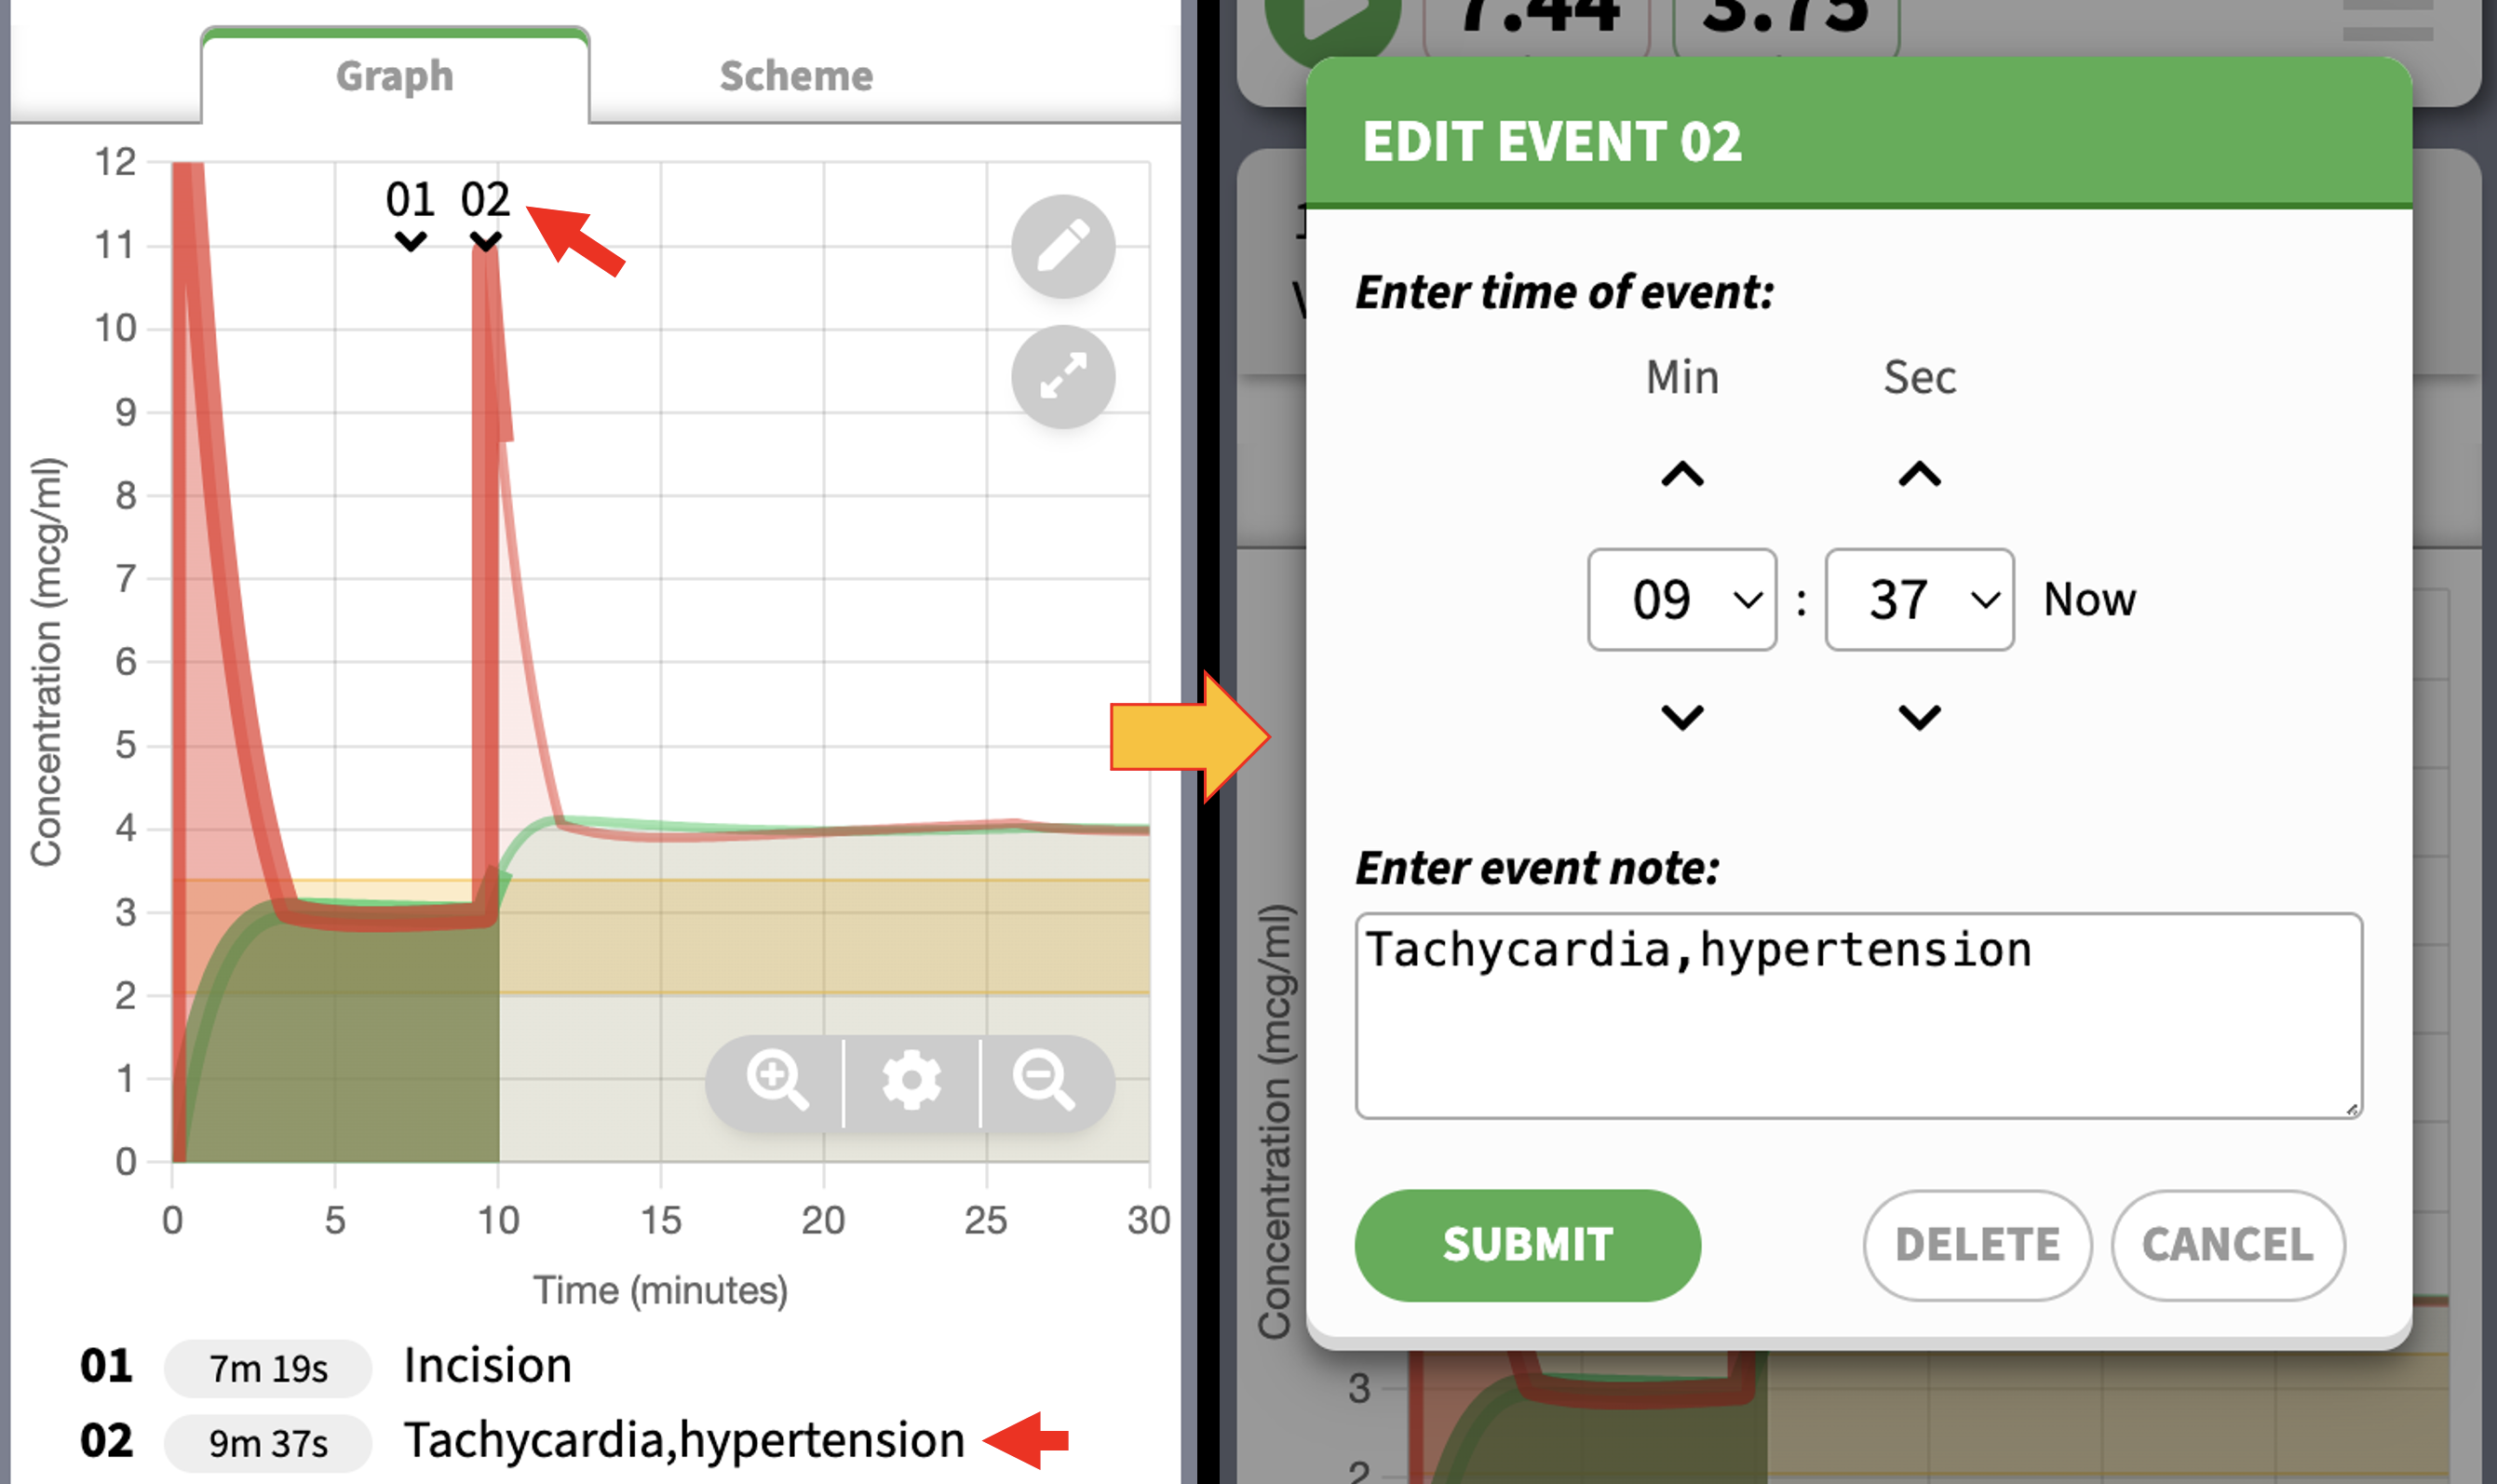 Graph Scheme
12
11
10
9
8
7
6
5
4
3
2
1
0
Concentration (mcg/ml)
01 02
0 5 10 15 20 25 30
Time (minutes)
01 7m 19s Incision
02 9m 37s Tachycardia,hypertension
7.44 3.75
EDIT EVENT 02
Enter time of event:
Min Sec
09 : 37 Now
Enter event note:
Tachycardia,hypertension
SUBMIT DELETE CANCEL
Concentration (mcg/ml)
3
2